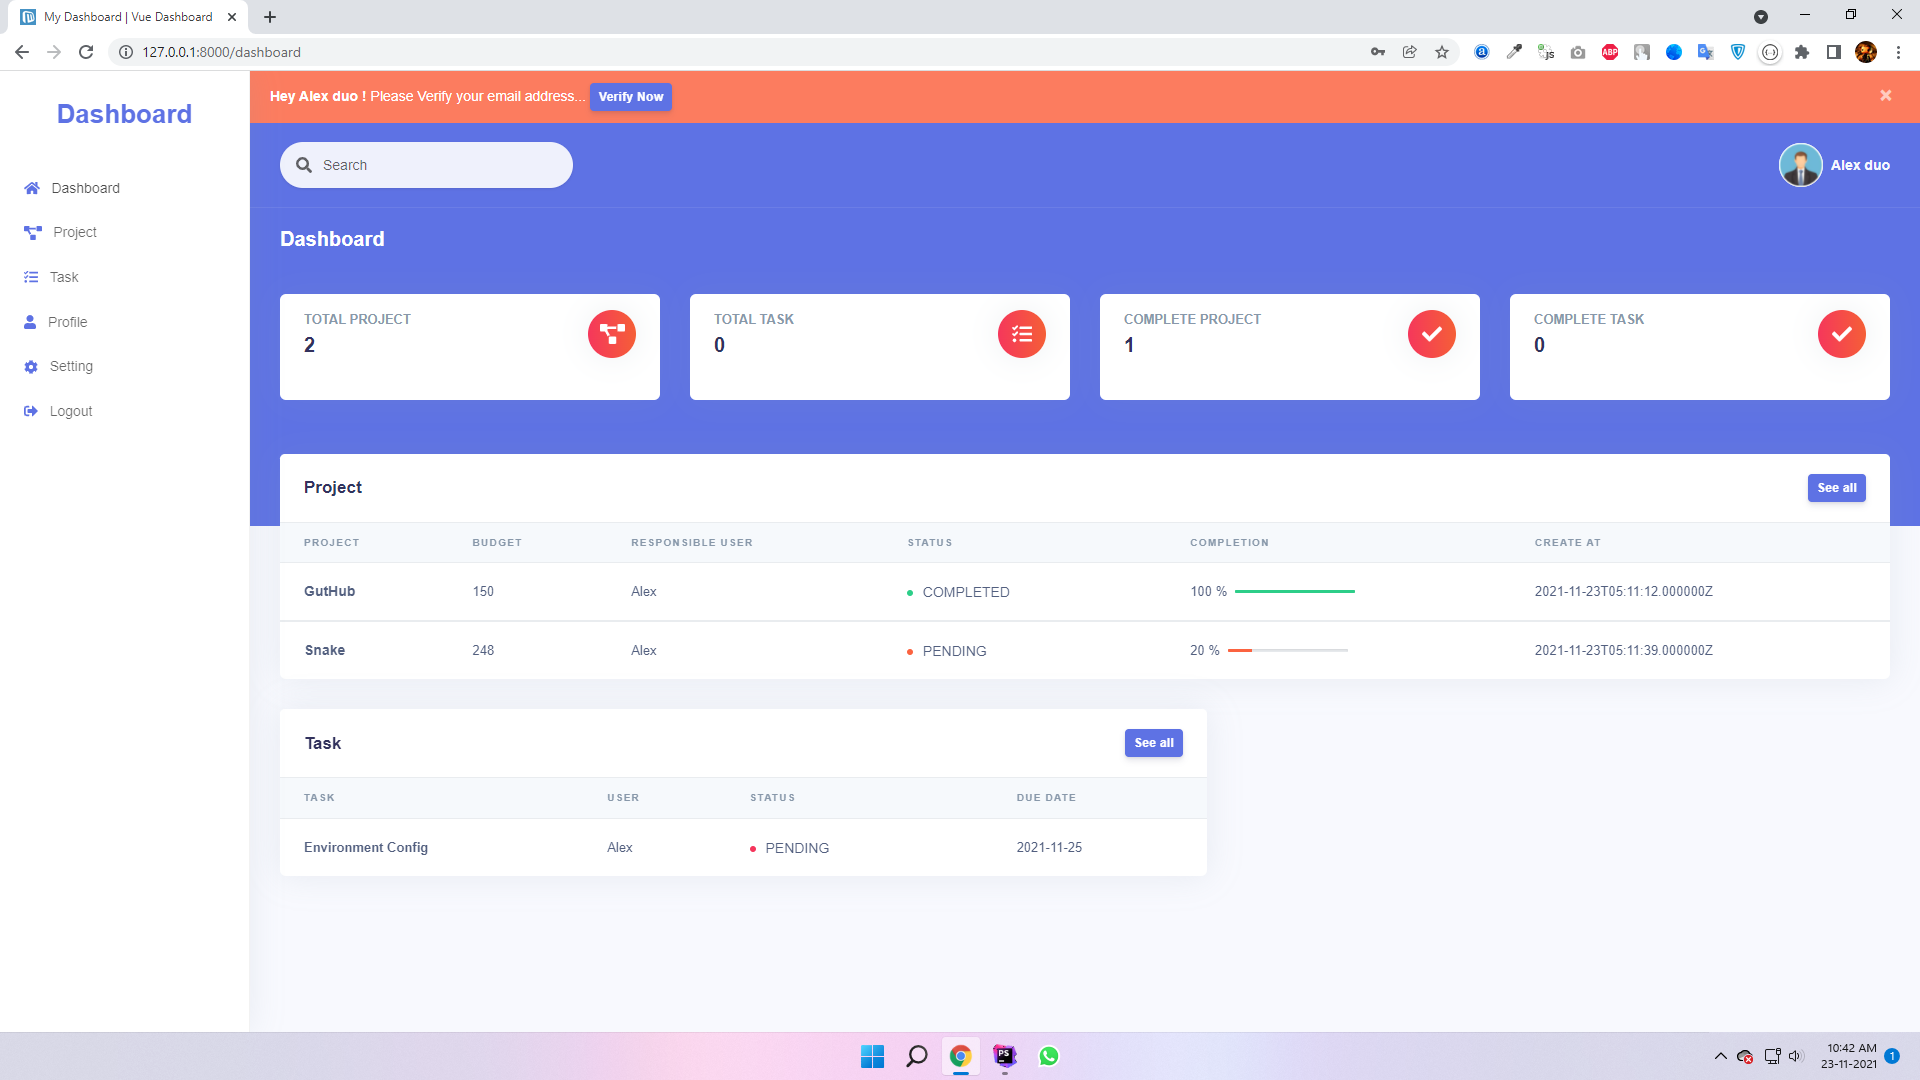 My Dashboard | Vue Dashboard
127.0.0.1:8000/dashboard
Hey Alex duo ! Please Verify your email address... Verify Now
Dashboard
Search
Alex duo
Dashboard
Project
Task
Profile
Setting
Logout
Dashboard
TOTAL PROJECT
2
TOTAL TASK
0
COMPLETE PROJECT
1
COMPLETE TASK
0
Project
See all
PROJECT BUDGET RESPONSIBLE USER STATUS COMPLETION CREATE AT
GutHub 150 Alex COMPLETED 100 % 2021-11-23T05:11:12.000000Z
Snake 248 Alex PENDING 20 % 2021-11-23T05:11:39.000000Z
Task
See all
TASK USER STATUS DUE DATE
Environment Config Alex PENDING 2021-11-25
10:42 AM
23-11-2021
1
ABP
JS
PS